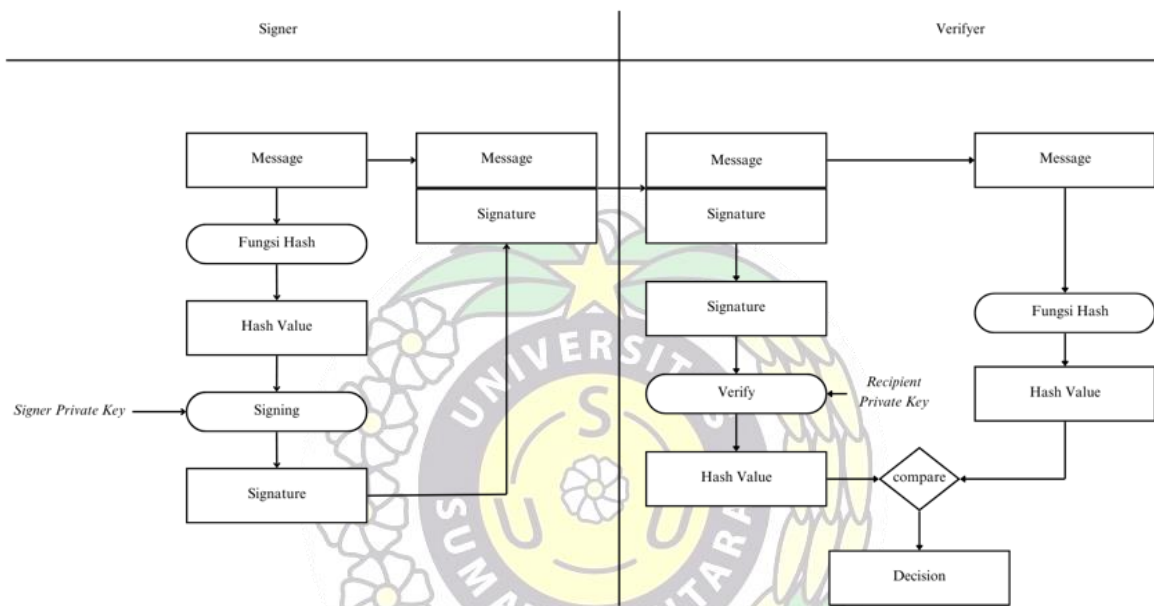 Signer
Verifyer
Message
Message
Message
Message
Signature
Signature
Fungsi Hash
Signature
Fungsi Hash
Hash Value
Verify
Recipient
Private Key
Hash Value
Signer Private Key
Signing
Hash Value
compare
Signature
Decision
UNIVERSITAS
SUMATERA UTARA
U S U